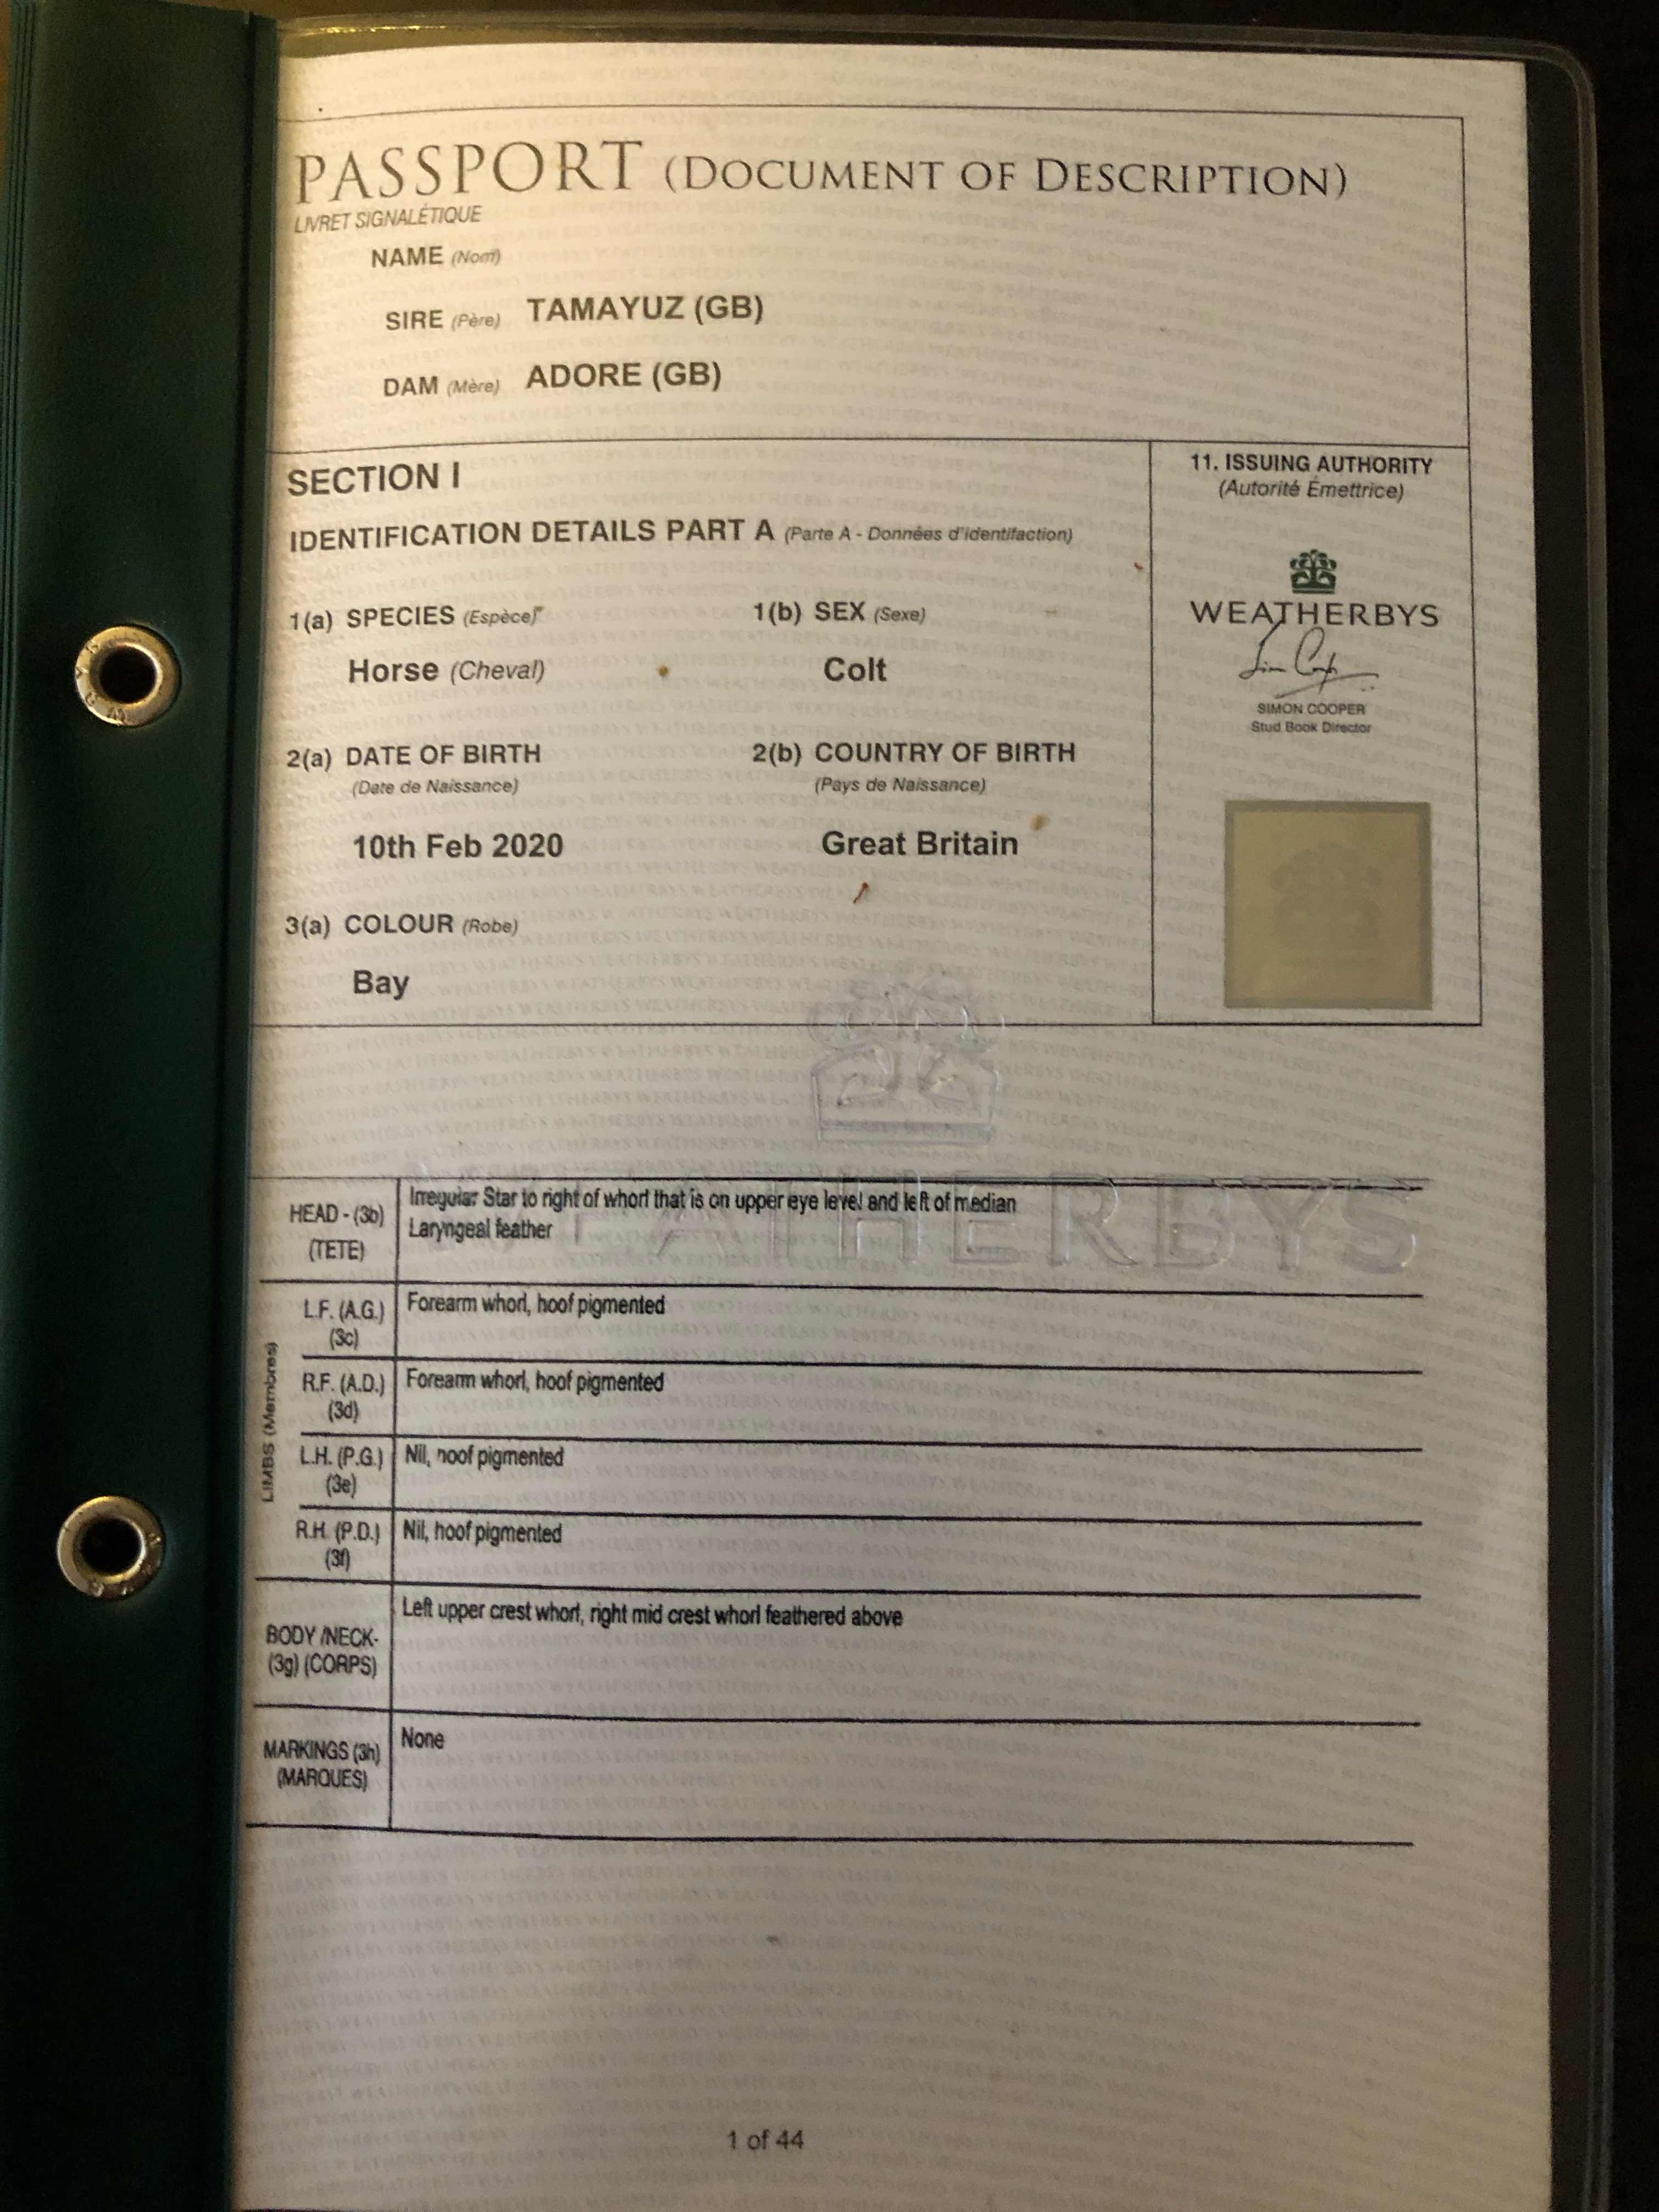 PASSPORT (DOCUMENT OF DESCRIPTION)
LIVRET SIGNALÉTIQUE
NAME (Nom)
SIRE (Père) TAMAYUZ (GB)
DAM (Mère) ADORE (GB)
SECTION I
IDENTIFICATION DETAILS PART A (Parte A - Données d'identifaction)
1(a) SPECIES (Espèce) 1(b) SEX (Sexe)
Horse (Cheval) Colt
2(a) DATE OF BIRTH 2(b) COUNTRY OF BIRTH
(Date de Naissance) (Pays de Naissance)
10th Feb 2020 Great Britain
3(a) COLOUR (Robe)
Bay
11. ISSUING AUTHORITY
(Autorité Émettrice)
WEATHERBYS
SIMON COOPER
Stud Book Director
WEATHERBYS
HEAD - (3b)
(TETE)
Irregular Star to right of whorl that is on upper eye level and left of median
Laryngeal feather
LIMBS (Membres)
L.F. (A.G.) Forearm whorl, hoof pigmented
(3c)
R.F. (A.D.) Forearm whorl, hoof pigmented
(3d)
L.H. (P.G.) Nil, hoof pigmented
(3e)
R.H. (P.D.) Nil, hoof pigmented
(3f)
BODY /NECK-
(3g) (CORPS)
Left upper crest whorl, right mid crest whorl feathered above
MARKINGS (3h)
(MARQUES)
None
1 of 44